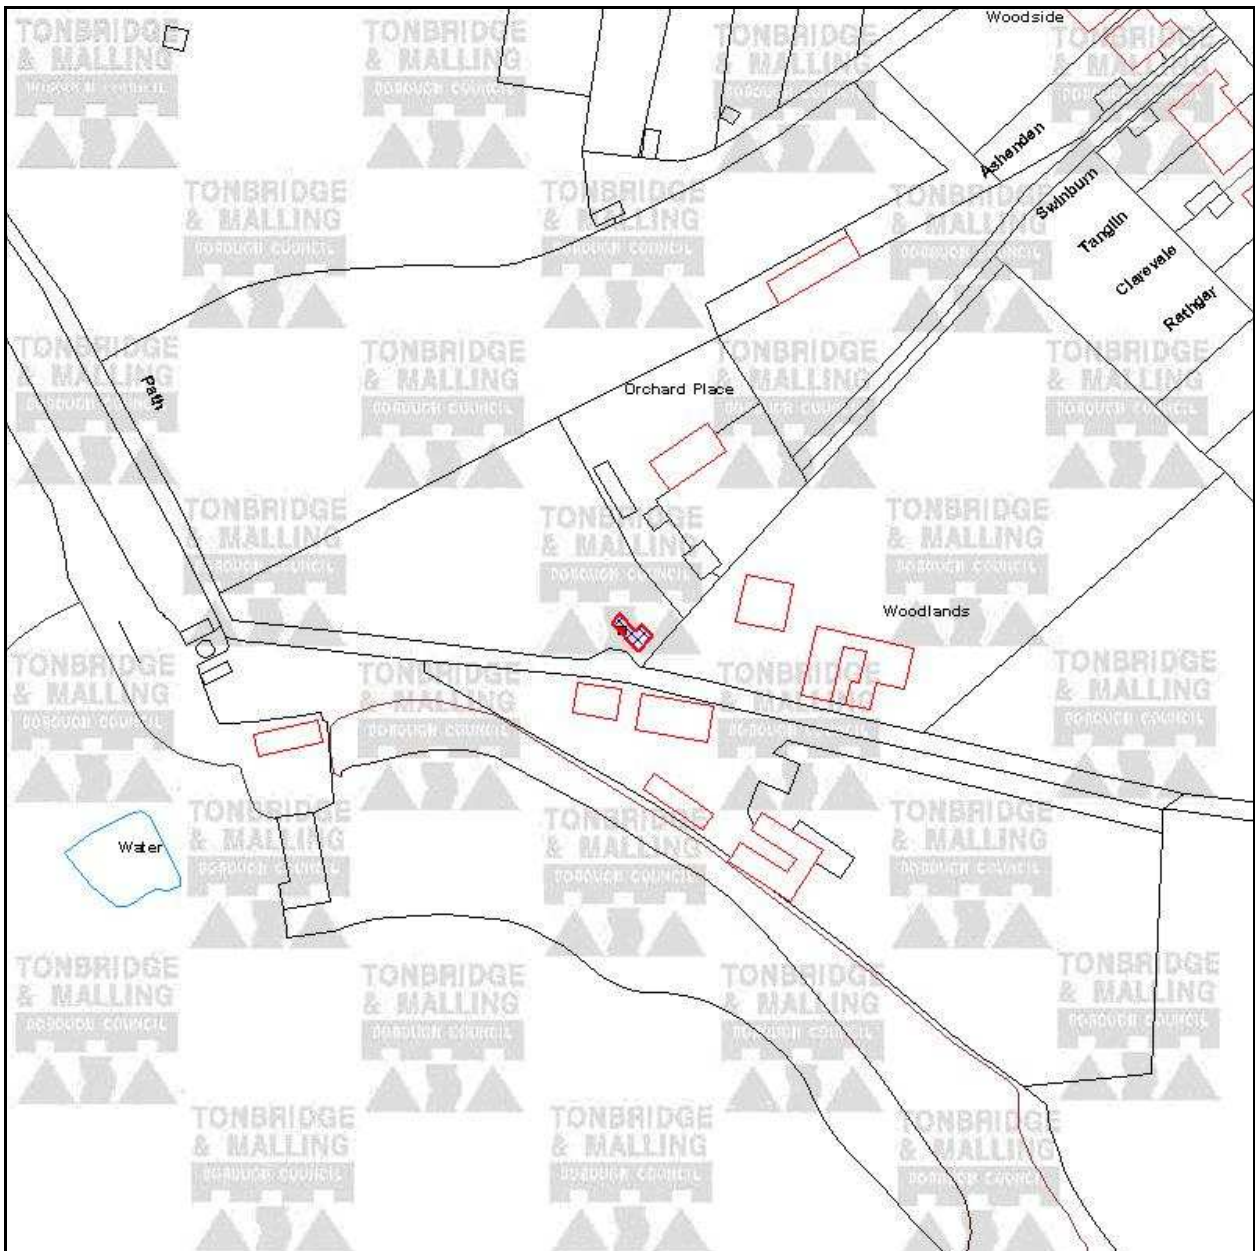 Woodside
Ashenden
Swinburn
Tanglin
Clarevale
Rathgar
Path
Orchard Place
Woodlands
Water
TONBRIDGE
& MALLING
BOROUGH COUNCIL